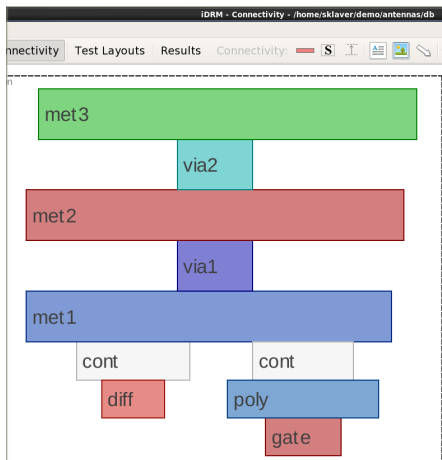 iDRM - Connectivity - /home/sklaver/demo/antennas/db
nnectivity Test Layouts Results Connectivity: S
n
met3
via2
met2
via1
met1
cont cont
diff poly
gate